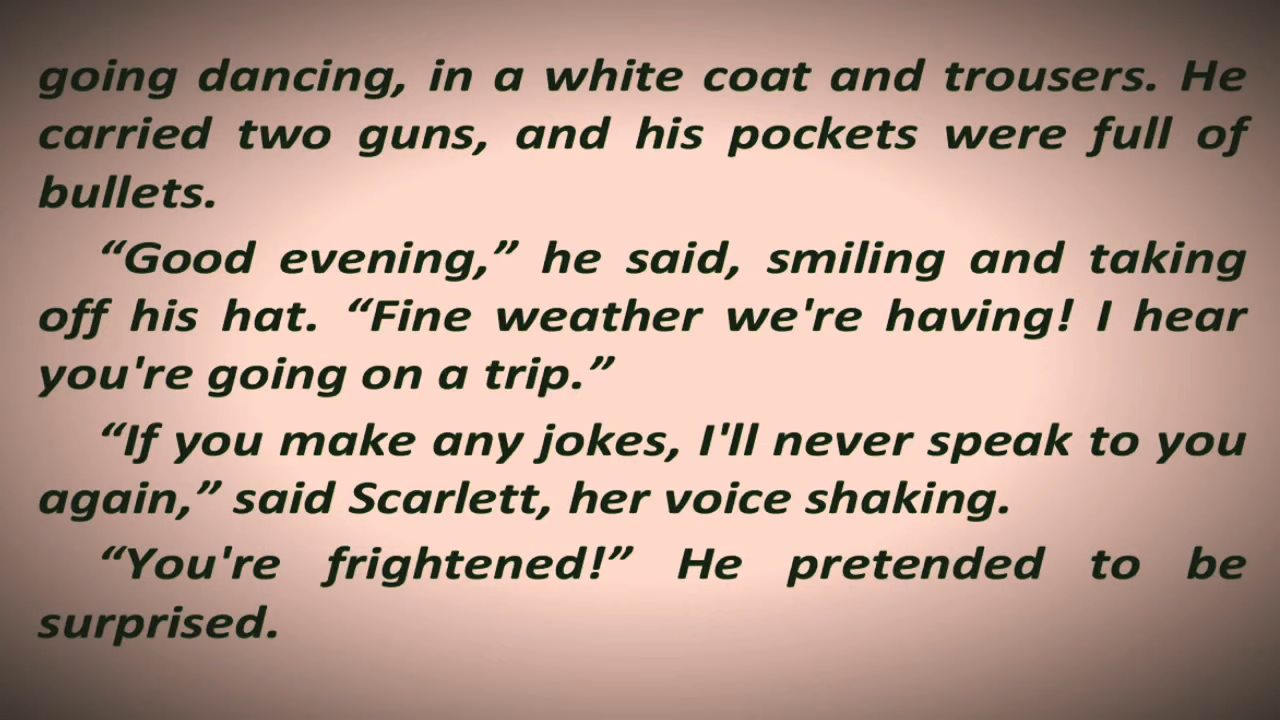 going dancing, in a white coat and trousers. He
carried two guns, and his pockets were full of
bullets.
“Good evening,” he said, smiling and taking
off his hat. “Fine weather we're having! I hear
you're going on a trip.”
“If you make any jokes, I'll never speak to you
again,” said Scarlett, her voice shaking.
“You're frightened!” He pretended to be
surprised.